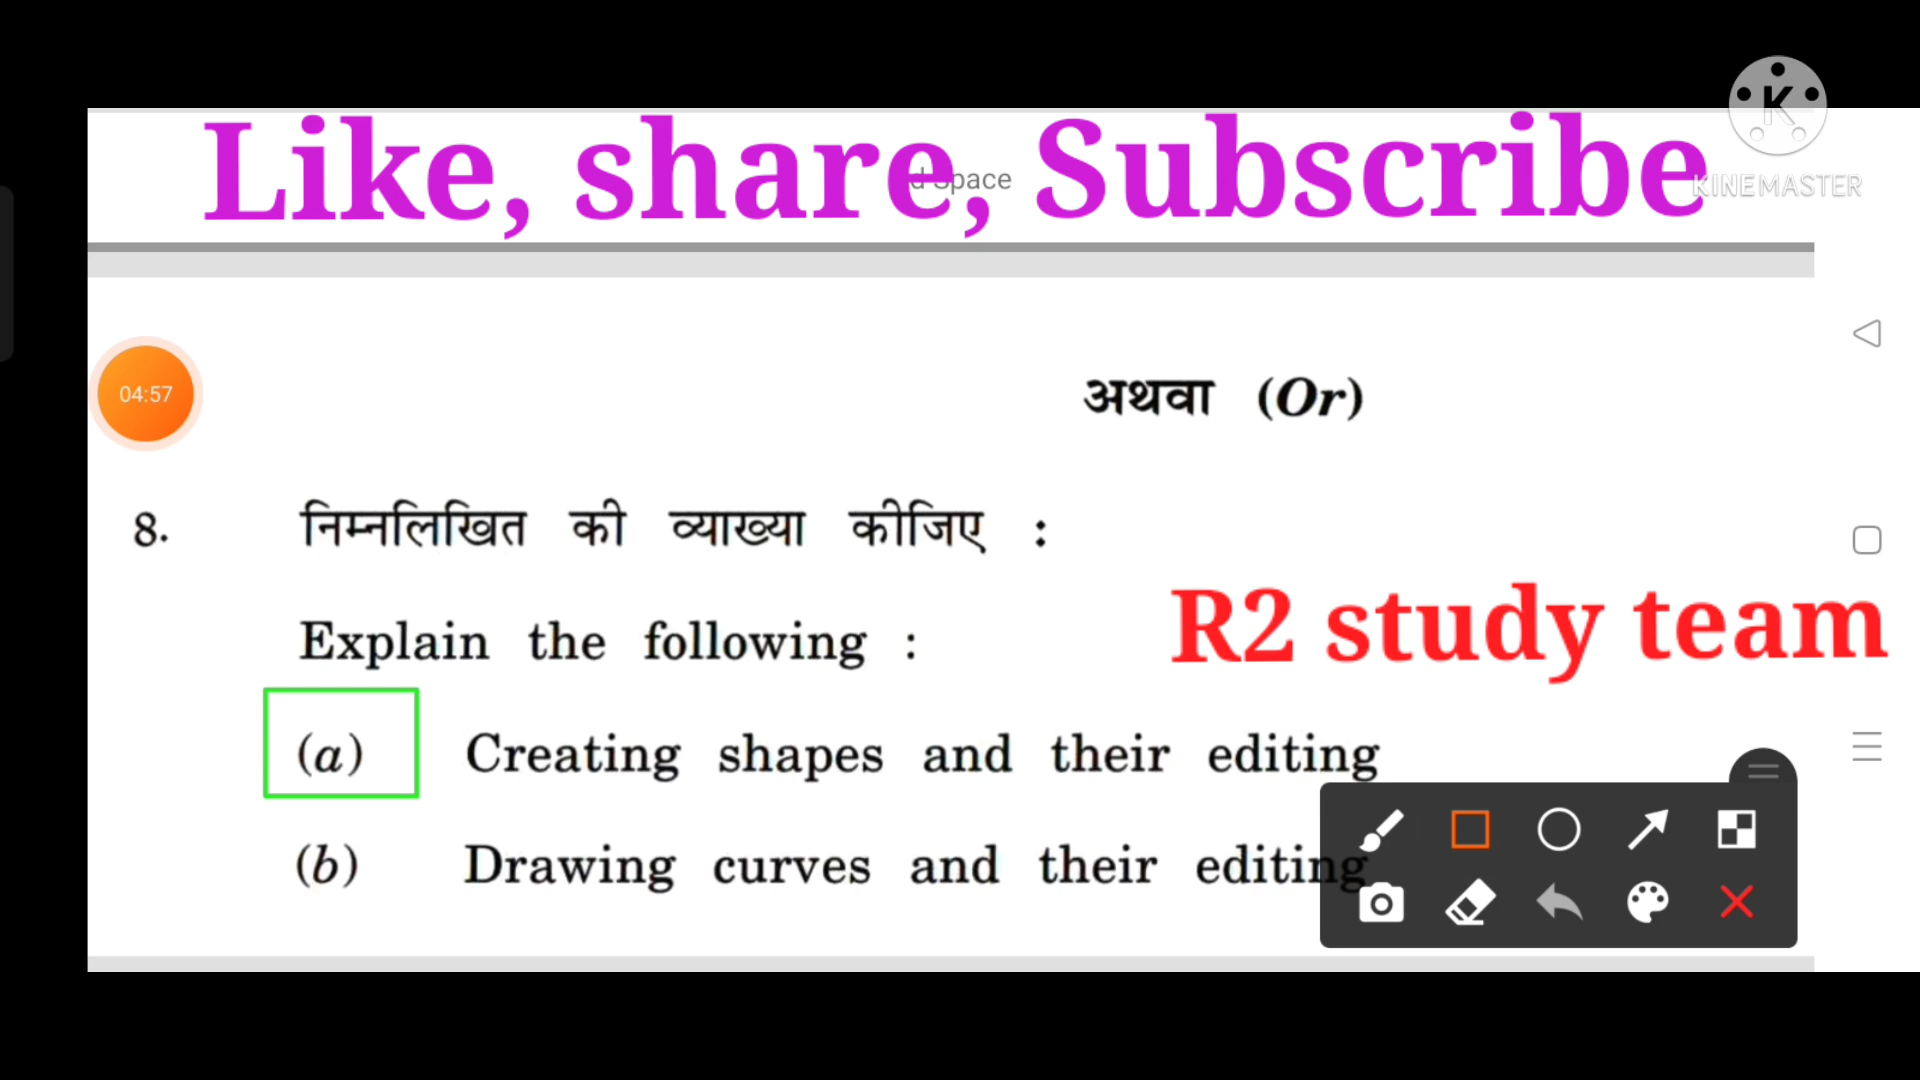 Like, share, Subscribe
d Space
K
KINEMASTER
04:57
अथवा (Or)
8. निम्नलिखित की व्याख्या कीजिए :
Explain the following :
R2 study team
(a) Creating shapes and their editing
(b) Drawing curves and their editing